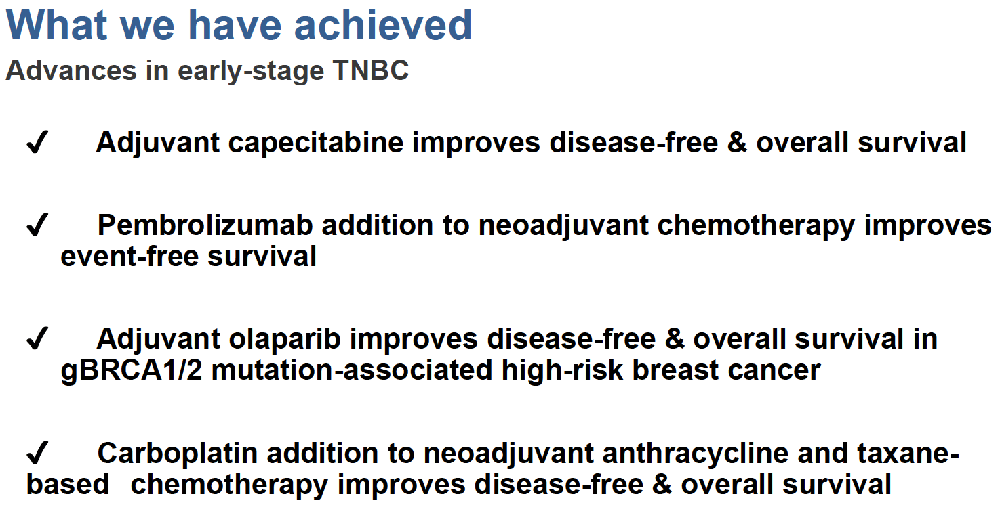 What we have achieved
Advances in early-stage TNBC
✓ Adjuvant capecitabine improves disease-free & overall survival
✓ Pembrolizumab addition to neoadjuvant chemotherapy improves
event-free survival
✓ Adjuvant olaparib improves disease-free & overall survival in
gBRCA1/2 mutation-associated high-risk breast cancer
✓ Carboplatin addition to neoadjuvant anthracycline and taxane-
based chemotherapy improves disease-free & overall survival